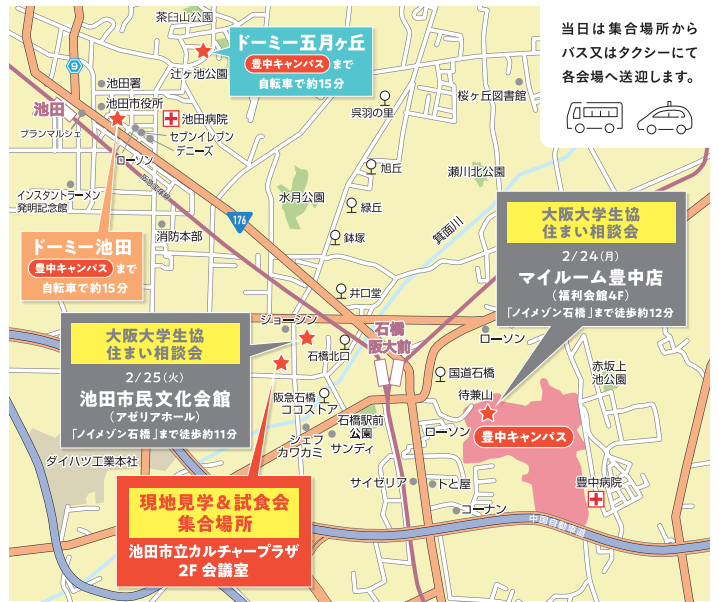 当日は集合場所から
バス又はタクシーにて
各会場へ送迎します。
茶臼山公園
ドーミー五月ヶ丘
豊中キャンパス まで
自転車で約15分
辻ヶ池公園
9
池田署
池田
池田市役所
池田病院
ブランマルシェ
セブンイレブン
デニーズ
ローソン
呉羽の里
桜ヶ丘図書館
旭丘
瀬川北公園
インスタントラーメン
発明記念館
水月公園
緑丘
176
箕面川
消防本部
鉢塚
ドーミー池田
豊中キャンパス まで
自転車で約15分
大阪大学生協
住まい相談会
2/24(月)
マイルーム豊中店
(福利会館4F)
「ノイメゾン石橋」まで徒歩約12分
井口堂
ジョーシン
石橋
阪大前
石橋北口
ローソン
大阪大学生協
住まい相談会
2/25(火)
池田市民文化会館
(アゼリアホール)
「ノイメゾン石橋」まで徒歩約11分
国道石橋
赤坂上
池公園
待兼山
阪急石橋
ココストア
石橋駅前
公園
ローソン
豊中キャンパス
シェフ
カワカミ
サンディ
ダイハツ工業本社
サイゼリア
トと屋
豊中病院
コーナン
中国自動車道
現地見学&試食会
集合場所
池田市立カルチャープラザ
2F 会議室